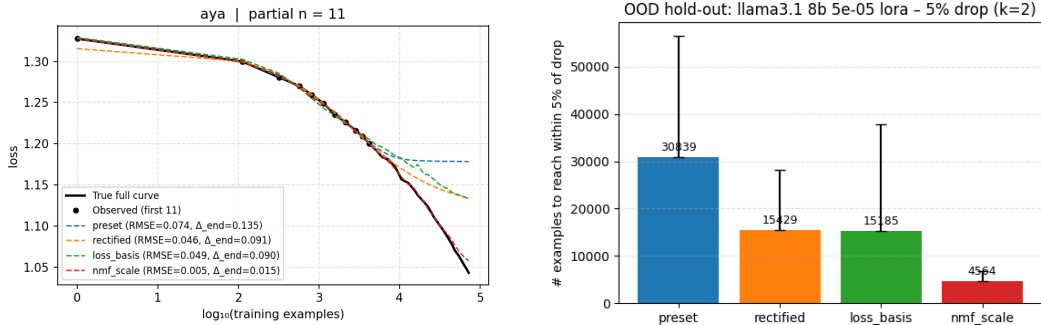 aya | partial n = 11
loss
1.30
1.25
1.20
1.15
1.10
1.05
True full curve
Observed (first 11)
preset (RMSE=0.074, Δ_end=0.135)
rectified (RMSE=0.046, Δ_end=0.091)
loss_basis (RMSE=0.049, Δ_end=0.090)
nmf_scale (RMSE=0.005, Δ_end=0.015)
0 1 2 3 4 5
log₁₀(training examples)
OOD hold-out: llama3.1 8b 5e-05 lora – 5% drop (k=2)
# examples to reach within 5% of drop
50000
40000
30000
20000
10000
0
30839
15429
15185
4564
preset rectified loss_basis nmf_scale